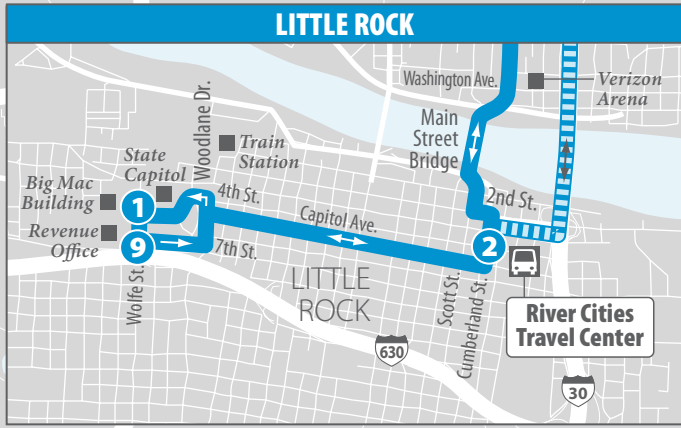 LITTLE ROCK
Washington Ave.
Verizon
Arena
Main
Street
Bridge
Woodlane Dr.
Train
Station
State
Capitol
Big Mac
Building
Revenue
Office
1
9
4th St.
7th St.
Capitol Ave.
2nd St.
2
Wolfe St.
LITTLE
ROCK
Scott St.
Cumberland St.
River Cities
Travel Center
630
30